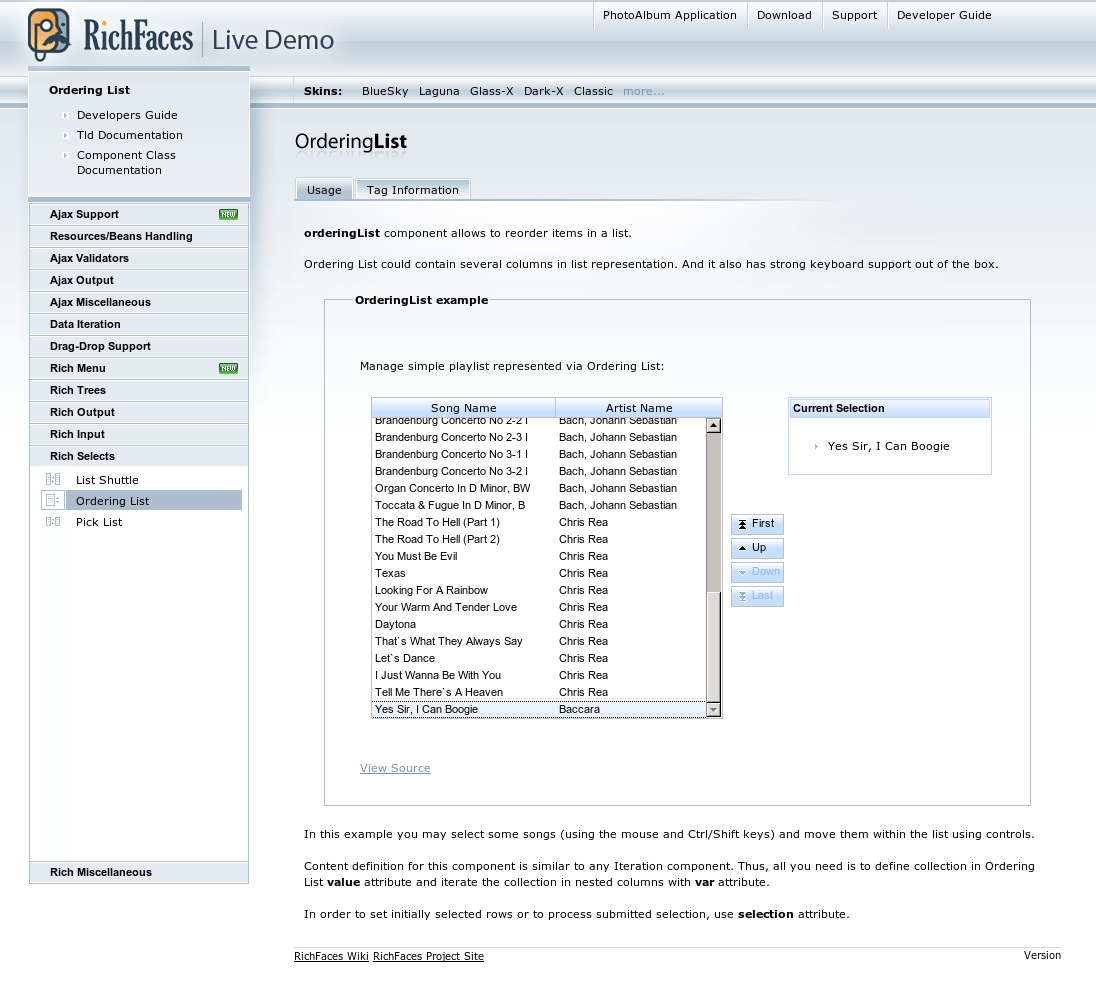 PhotoAlbum Application Download Support Developer Guide
RichFaces Live Demo
Skins: BlueSky Laguna Glass-X Dark-X Classic more...
Ordering List
Developers Guide
Tld Documentation
Component Class
Documentation
Ajax Support NEW
Resources/Beans Handling
Ajax Validators
Ajax Output
Ajax Miscellaneous
Data Iteration
Drag-Drop Support
Rich Menu NEW
Rich Trees
Rich Output
Rich Input
Rich Selects
List Shuttle
Ordering List
Pick List
Rich Miscellaneous
OrderingList
Usage Tag Information
orderingList component allows to reorder items in a list.
Ordering List could contain several columns in list representation. And it also has strong keyboard support out of the box.
OrderingList example
Manage simple playlist represented via Ordering List:
Song Name Artist Name
Brandenburg Concerto No 2-2 I Bach, Johann Sebastian
Brandenburg Concerto No 2-3 I Bach, Johann Sebastian
Brandenburg Concerto No 3-1 I Bach, Johann Sebastian
Brandenburg Concerto No 3-2 I Bach, Johann Sebastian
Organ Concerto In D Minor, BW Bach, Johann Sebastian
Toccata & Fugue In D Minor, B Bach, Johann Sebastian
The Road To Hell (Part 1) Chris Rea
The Road To Hell (Part 2) Chris Rea
You Must Be Evil Chris Rea
Texas Chris Rea
Looking For A Rainbow Chris Rea
Your Warm And Tender Love Chris Rea
Daytona Chris Rea
That`s What They Always Say Chris Rea
Let`s Dance Chris Rea
I Just Wanna Be With You Chris Rea
Tell Me There`s A Heaven Chris Rea
Yes Sir, I Can Boogie Baccara
First
Up
Down
Last
Current Selection
Yes Sir, I Can Boogie
View Source
In this example you may select some songs (using the mouse and Ctrl/Shift keys) and move them within the list using controls.
Content definition for this component is similar to any Iteration component. Thus, all you need is to define collection in Ordering
List value attribute and iterate the collection in nested columns with var attribute.
In order to set initially selected rows or to process submitted selection, use selection attribute.
RichFaces Wiki RichFaces Project Site Version